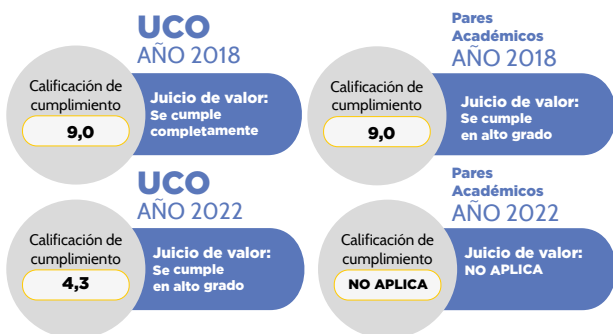 UCO
AÑO 2018
Calificación de
cumplimiento
9,0
Juicio de valor:
Se cumple
completamente
Pares
Académicos
AÑO 2018
Calificación de
cumplimiento
9,0
Juicio de valor:
Se cumple
en alto grado
UCO
AÑO 2022
Calificación de
cumplimiento
4,3
Juicio de valor:
Se cumple
en alto grado
Pares
Académicos
AÑO 2022
Calificación de
cumplimiento
NO APLICA
Juicio de valor:
NO APLICA